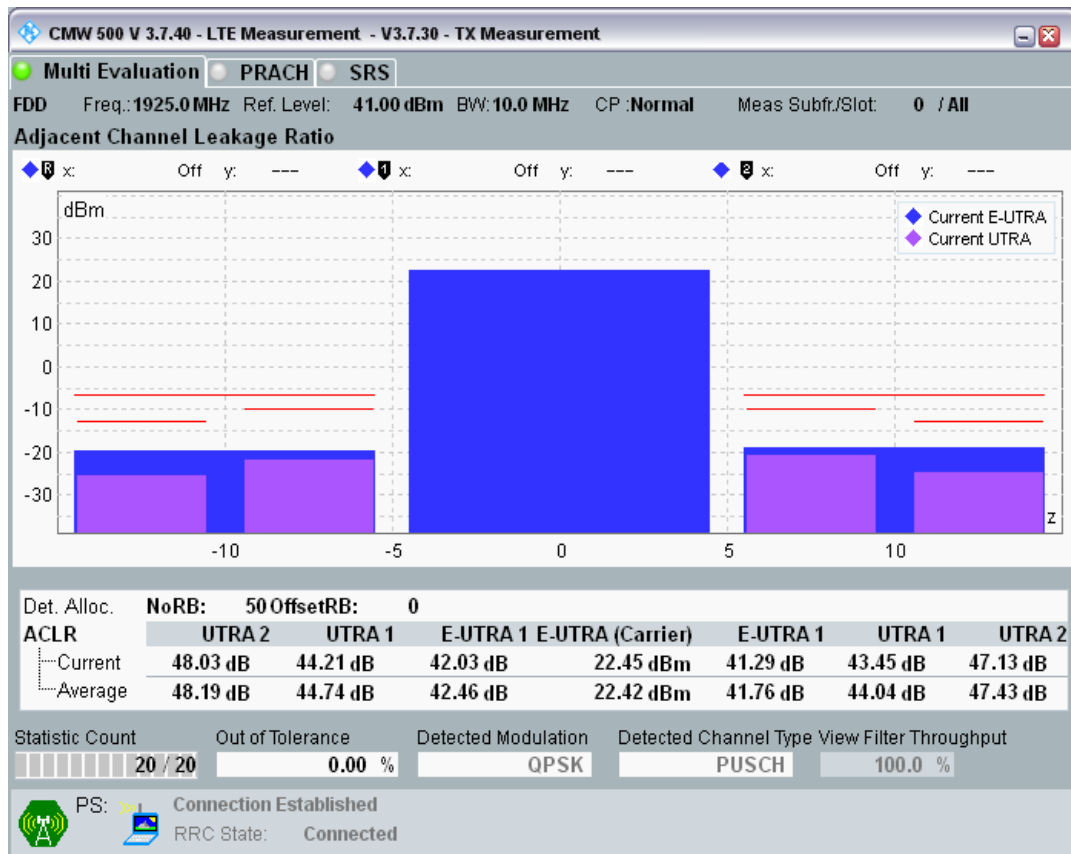 CMW 500 V 3.7.40 - LTE Measurement - V3.7.30 - TX Measurement
Multi Evaluation PRACH SRS
FDD Freq.: 1925.0 MHz Ref. Level: 41.00 dBm BW: 10.0 MHz CP : Normal Meas Subfr./Slot: 0 / All
Adjacent Channel Leakage Ratio
R x: Off y: --- 1 x: Off y: --- 2 x: Off y: ---
dBm
Current E-UTRA
Current UTRA
30
20
10
0
-10
-20
-30
z
-10 -5 0 5 10
Det. Alloc. NoRB: 50 OffsetRB: 0
ACLR UTRA 2 UTRA 1 E-UTRA 1 E-UTRA (Carrier) E-UTRA 1 UTRA 1 UTRA 2
Current 48.03 dB 44.21 dB 42.03 dB 22.45 dBm 41.29 dB 43.45 dB 47.13 dB
Average 48.19 dB 44.74 dB 42.46 dB 22.42 dBm 41.76 dB 44.04 dB 47.43 dB
Statistic Count Out of Tolerance Detected Modulation Detected Channel Type View Filter Throughput
20 / 20 0.00 % QPSK PUSCH 100.0 %
PS: Connection Established
RRC State: Connected